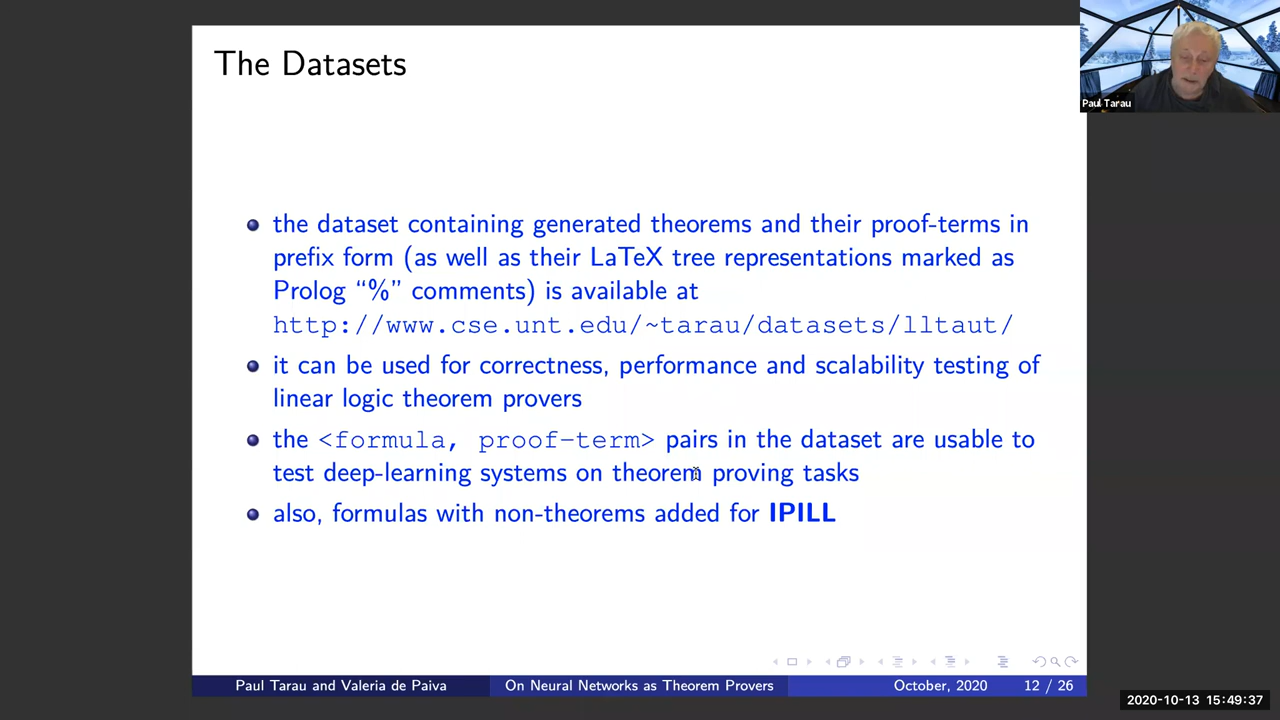 The Datasets
Paul Tarau
the dataset containing generated theorems and their proof-terms in
prefix form (as well as their LaTeX tree representations marked as
Prolog “%” comments) is available at
http://www.cse.unt.edu/~tarau/datasets/lltaut/
it can be used for correctness, performance and scalability testing of
linear logic theorem provers
the <formula, proof-term> pairs in the dataset are usable to
test deep-learning systems on theorem proving tasks
also, formulas with non-theorems added for IPILL
Paul Tarau and Valeria de Paiva On Neural Networks as Theorem Provers October, 2020 12 / 26
2020-10-13 15:49:37